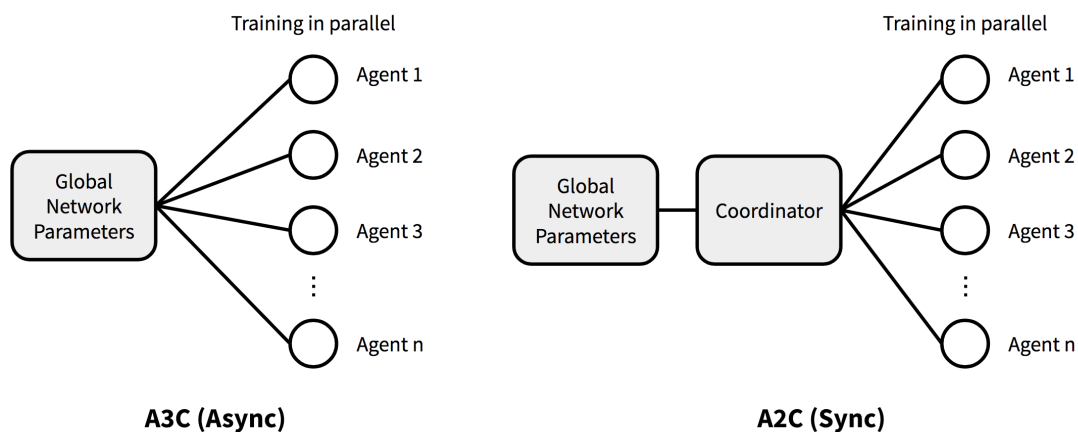 Training in parallel
Agent 1
Agent 2
Global
Network
Parameters
Agent 3
⋮
Agent n
A3C (Async)
Training in parallel
Agent 1
Agent 2
Global
Network
Parameters
Coordinator
Agent 3
⋮
Agent n
A2C (Sync)